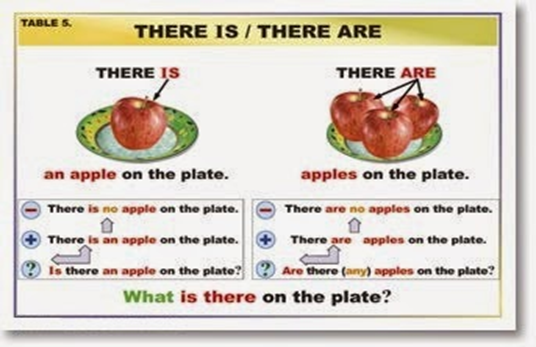 TABLE 5.
THERE IS / THERE ARE
THERE IS
an apple on the plate.
There is no apple on the plate.
There is an apple on the plate.
Is there an apple on the plate?
THERE ARE
apples on the plate.
There are no apples on the plate.
There are apples on the plate.
Are there (any) apples on the plate?
What is there on the plate?